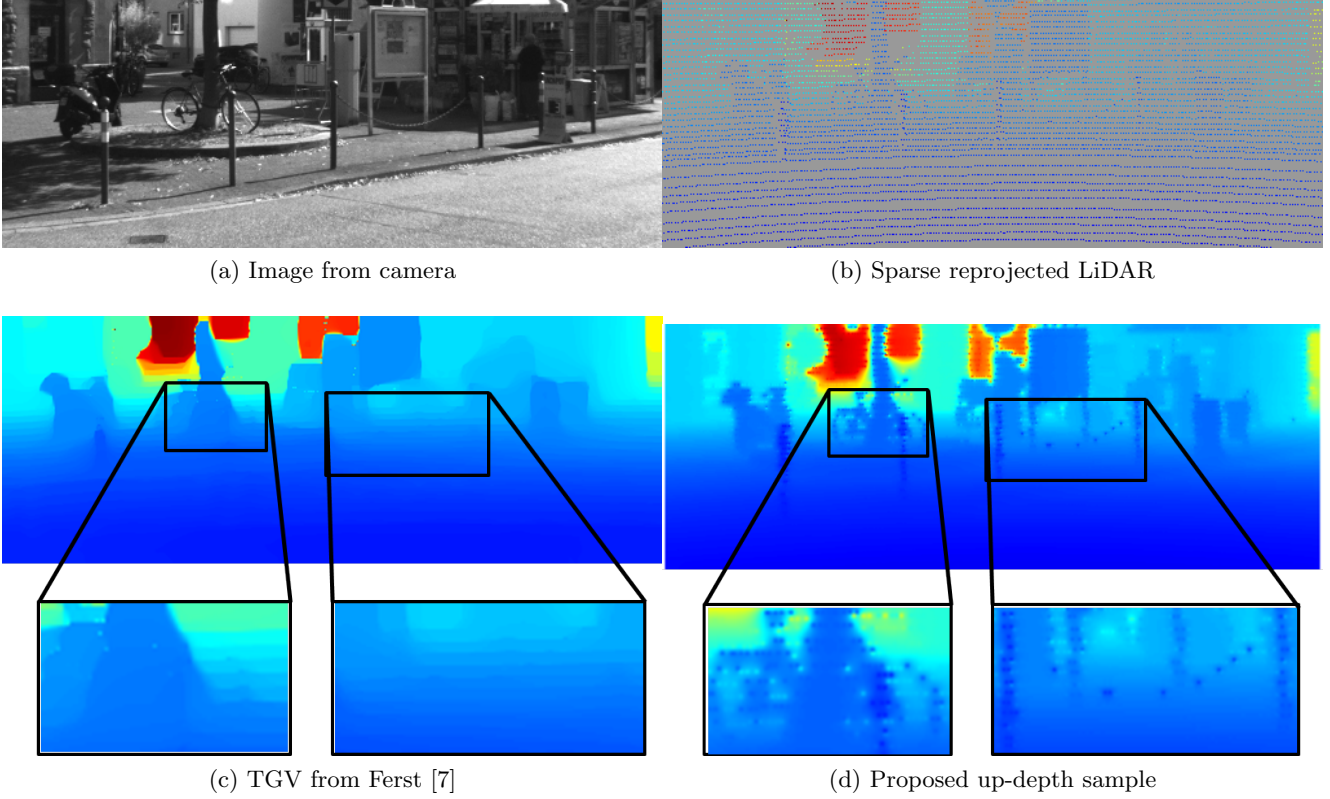 (a) Image from camera
(b) Sparse reprojected LiDAR
(c) TGV from Ferst [7]
(d) Proposed up-depth sample